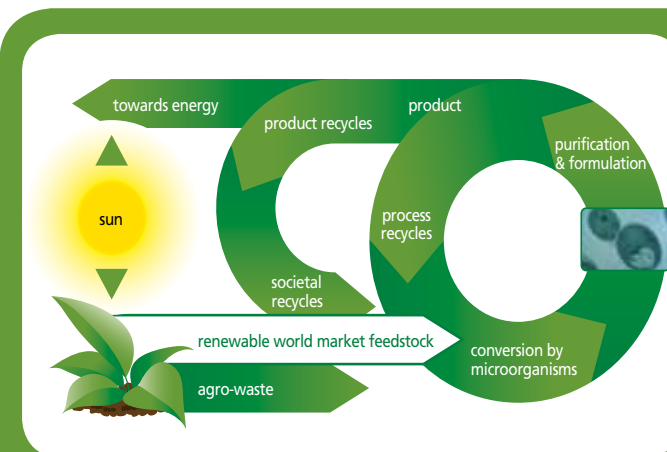 towards energy
product recycles
product
purification
& formulation
sun
process
recycles
societal
recycles
renewable world market feedstock
conversion by
microorganisms
agro-waste